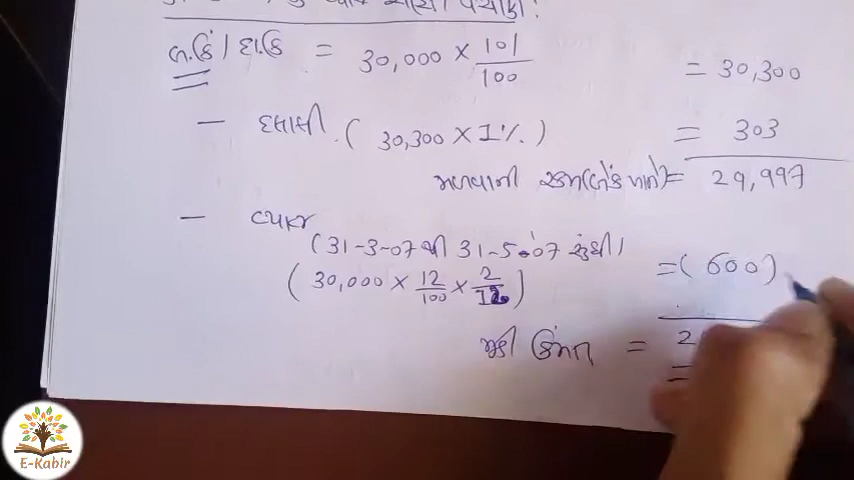 બ.કિં। દા.કિ = 30,000 × 101/100 = 30,300
– દલાલી (30,300 × 1%.) = 303
મળવાની રકમ = 29,997
– વ્યાજ
(31-3-07 થી 31-5-07 સુધી)
(30,000 × 12/100 × 2/12) = (600)
મૂડી કિંમત = 2
E-Kabir